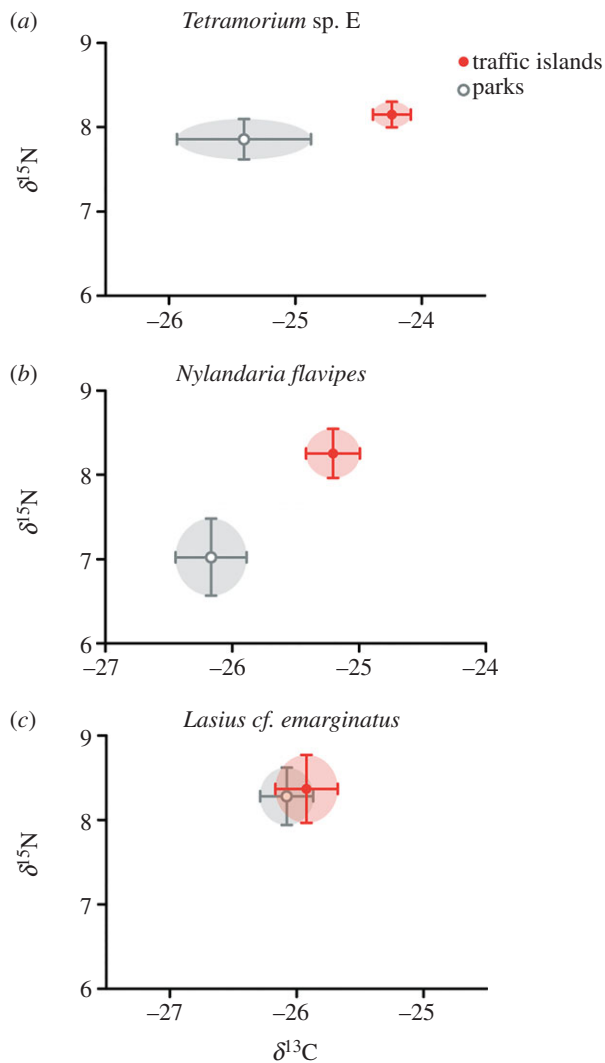 (a) Tetramorium sp. E
traffic islands
parks
9
8
7
6
δ15N
–26 –25 –24
(b) Nylandaria flavipes
9
8
7
6
δ15N
–27 –26 –25 –24
(c) Lasius cf. emarginatus
9
8
7
6
δ15N
–27 –26 –25
δ13C